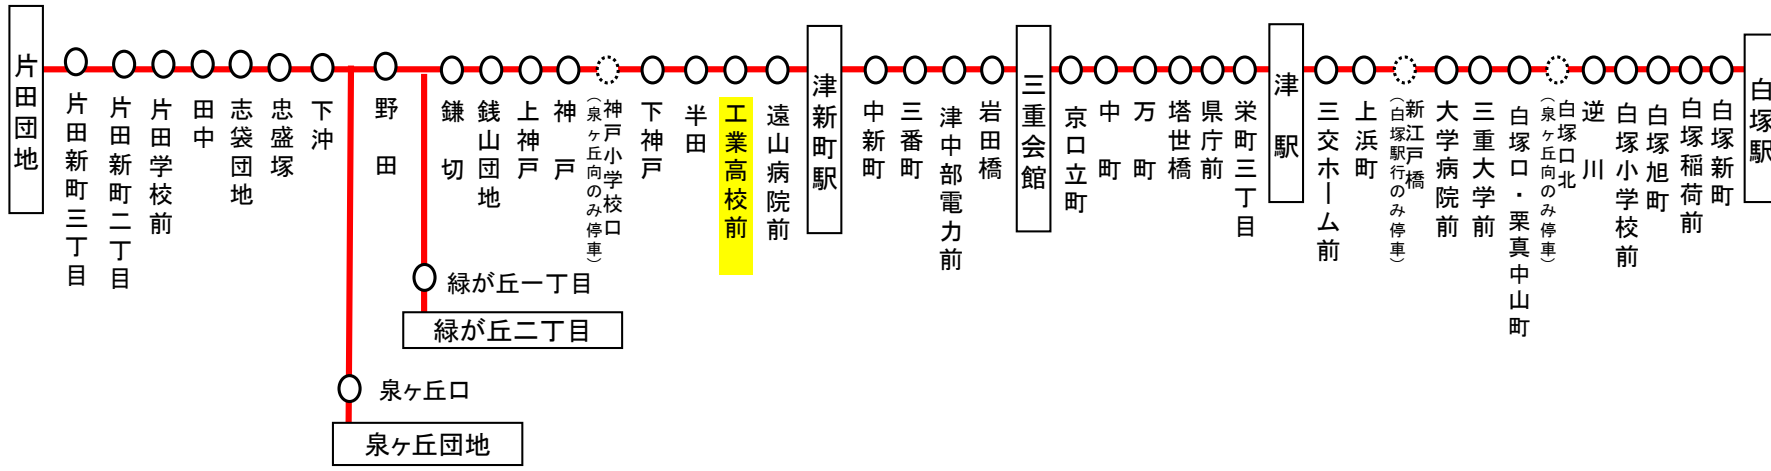 片田団地
片田新町三丁目
片田新町二丁目
片田学校前
田中
志袋団地
忠盛塚
下沖
野田
鎌切
銭山団地
上神戸
神戸
神戸小学校口
（泉ヶ丘向のみ停車）
下神戸
半田
工業高校前
遠山病院前
津新町駅
中新町
三番町
津中部電力前
岩田橋
三重会館
京口立町
中町
万町
塔世橋
県庁前
栄町三丁目
津駅
三交ホーム前
上浜町
新江戸橋
（白塚駅行のみ停車）
大学病院前
三重大学前
白塚口・栗真中山町
白塚口北
（泉ヶ丘向のみ停車）
逆川
白塚小学校前
白塚旭町
白塚稲荷前
白塚新町
白塚駅
緑が丘一丁目
緑が丘二丁目
泉ヶ丘口
泉ヶ丘団地